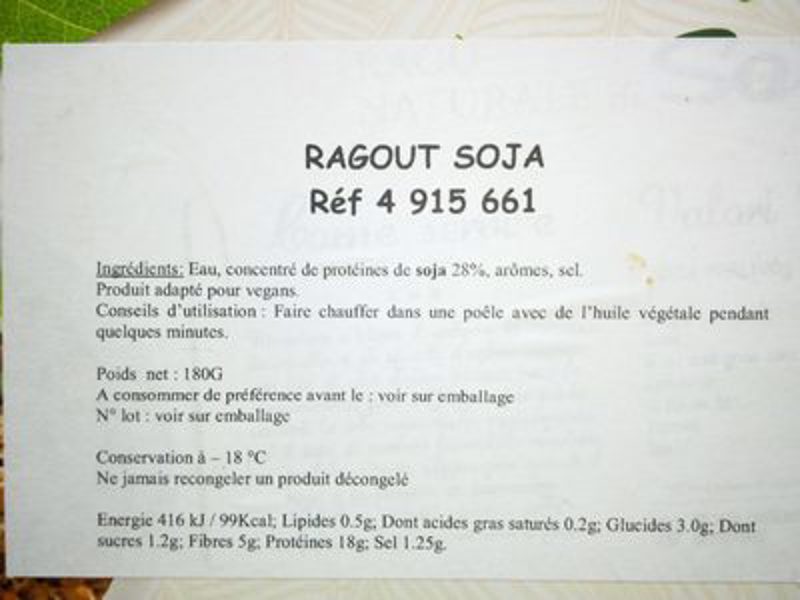 RAGOUT SOJA
Réf 4 915 661
Ingrédients: Eau, concentré de protéines de soja 28%, arômes, sel.
Produit adapté pour vegans.
Conseils d'utilisation : Faire chauffer dans une poêle avec de l'huile végétale pendant
quelques minutes.
Poids net : 180G
A consommer de préférence avant le : voir sur emballage
N° lot : voir sur emballage
Conservation à – 18 °C
Ne jamais recongeler un produit décongelé
Energie 416 kJ / 99Kcal; Lipides 0.5g; Dont acides gras saturés 0.2g; Glucides 3.0g; Dont
sucres 1.2g; Fibres 5g; Protéines 18g; Sel 1.25g.